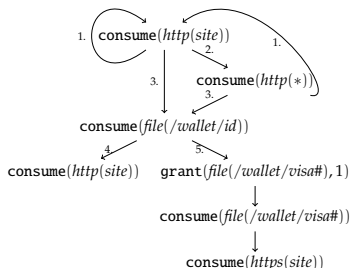 1. consume(http(site)) 1.
2.
3. consume(http(∗))
3.
consume(file(/wallet/id))
4. 5.
consume(http(site)) grant(file(/wallet/visa#), 1)
consume(file(/wallet/visa#))
consume(https(site))